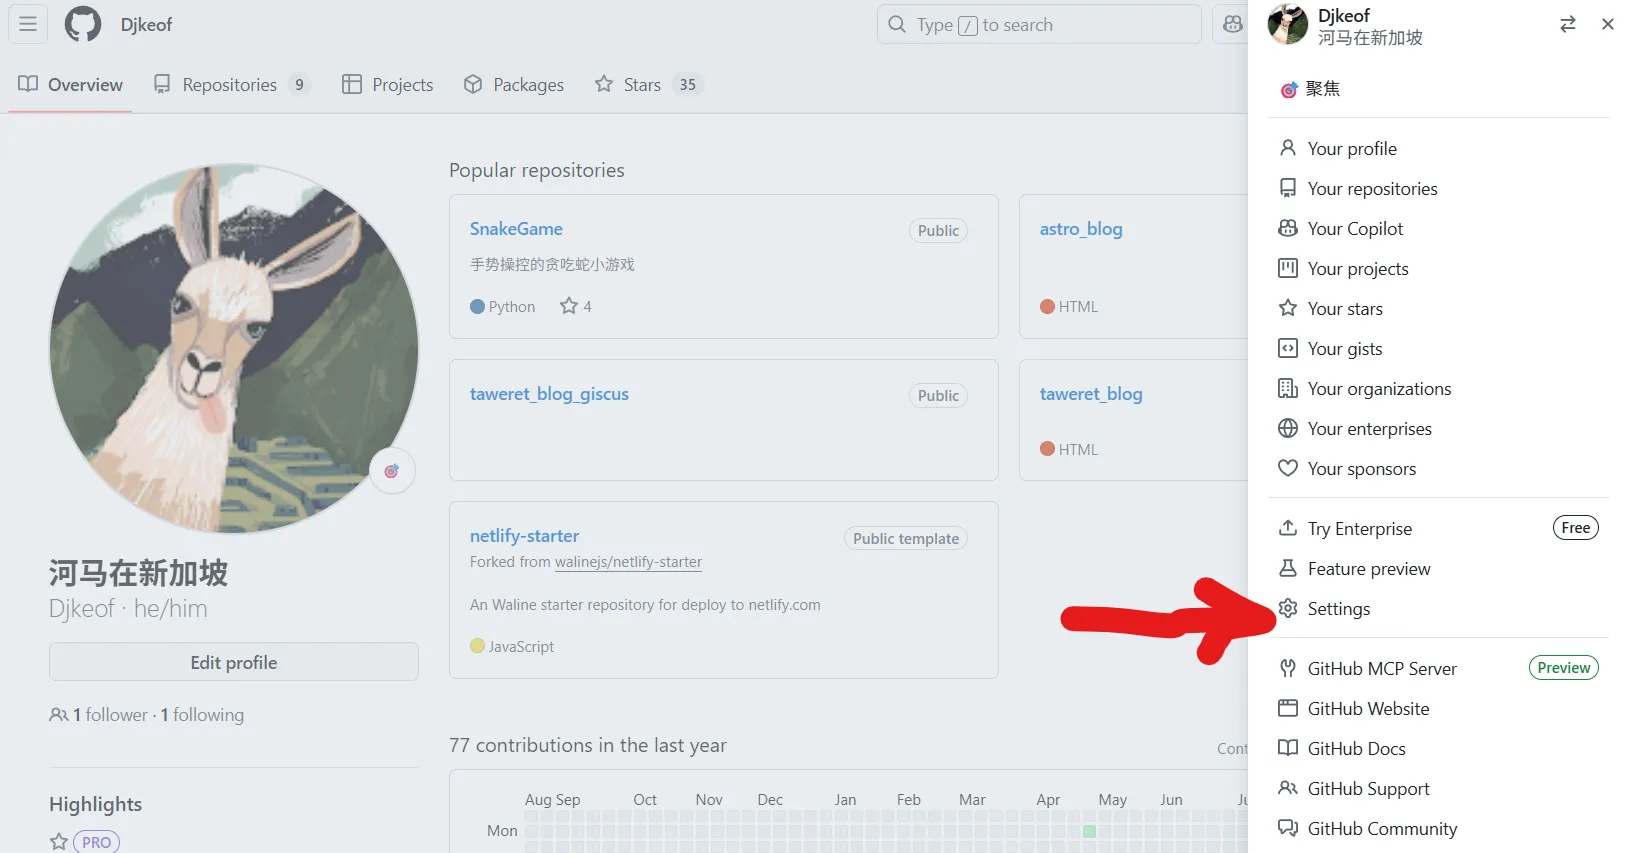 Djkeof
Type / to search
Overview
Repositories 9
Projects
Packages
Stars 35
河马在新加坡
Djkeof · he/him
Edit profile
1 follower · 1 following
Highlights
PRO
Popular repositories
SnakeGame
Public
手势操控的贪吃蛇小游戏
Python
4
astro_blog
HTML
taweret_blog_giscus
Public
taweret_blog
HTML
netlify-starter
Public template
Forked from walinejs/netlify-starter
An Waline starter repository for deploy to netlify.com
JavaScript
77 contributions in the last year
Cont
Aug Sep Oct Nov Dec Jan Feb Mar Apr May Jun Ju
Mon
Djkeof
河马在新加坡
聚焦
Your profile
Your repositories
Your Copilot
Your projects
Your stars
Your gists
Your organizations
Your enterprises
Your sponsors
Try Enterprise Free
Feature preview
Settings
GitHub MCP Server Preview
GitHub Website
GitHub Docs
GitHub Support
GitHub Community